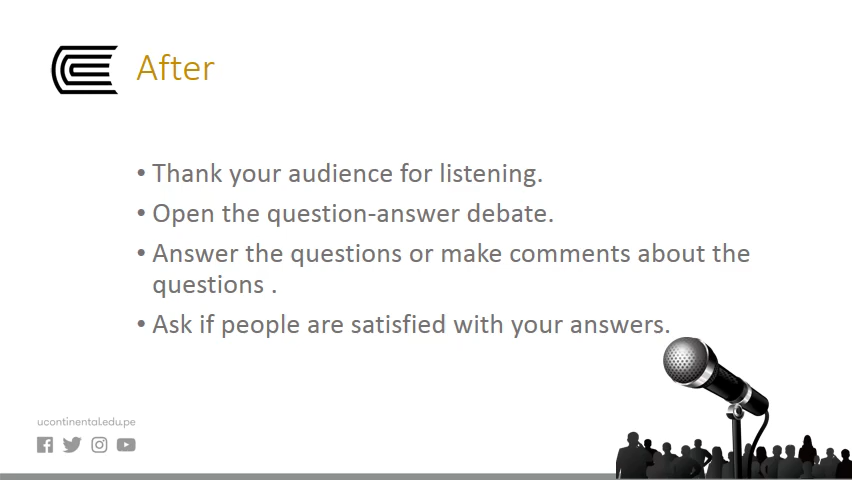 After
• Thank your audience for listening.
• Open the question-answer debate.
• Answer the questions or make comments about the
questions .
• Ask if people are satisfied with your answers.
ucontinental.edu.pe